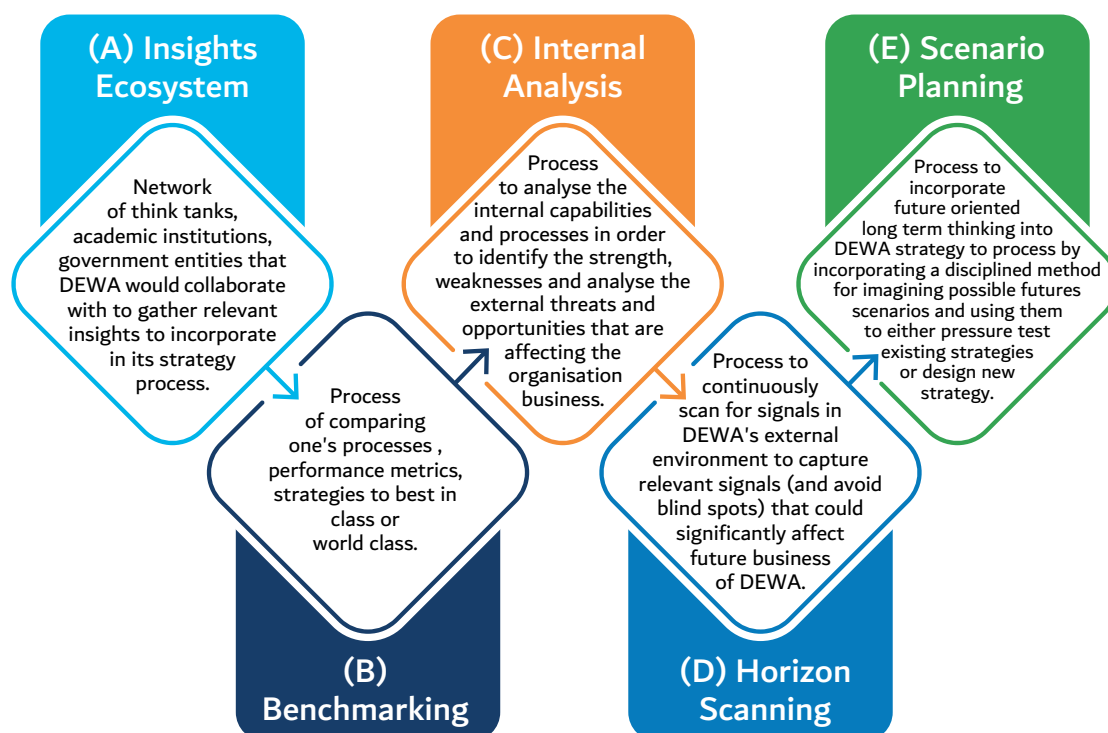 (A) Insights
Ecosystem
Network
of think tanks,
academic institutions,
government entities that
DEWA would collaborate
with to gather relevant
insights to incorporate
in its strategy
process.
Process
of comparing
one's processes ,
performance metrics,
strategies to best in
class or
world class.
(B)
Benchmarking
(C) Internal
Analysis
Process
to analyse the
internal capabilities
and processes in order
to identify the strength,
weaknesses and analyse the
external threats and
opportunities that are
affecting the
organisation
business.
Process to
continuously
scan for signals in
DEWA's external
environment to capture
relevant signals (and avoid
blind spots) that could
significantly affect
future business
of DEWA.
(D) Horizon
Scanning
(E) Scenario
Planning
Process to
incorporate
future oriented
long term thinking into
DEWA strategy to process by
incorporating a disciplined method
for imagining possible futures
scenarios and using them
to either pressure test
existing strategies
or design new
strategy.